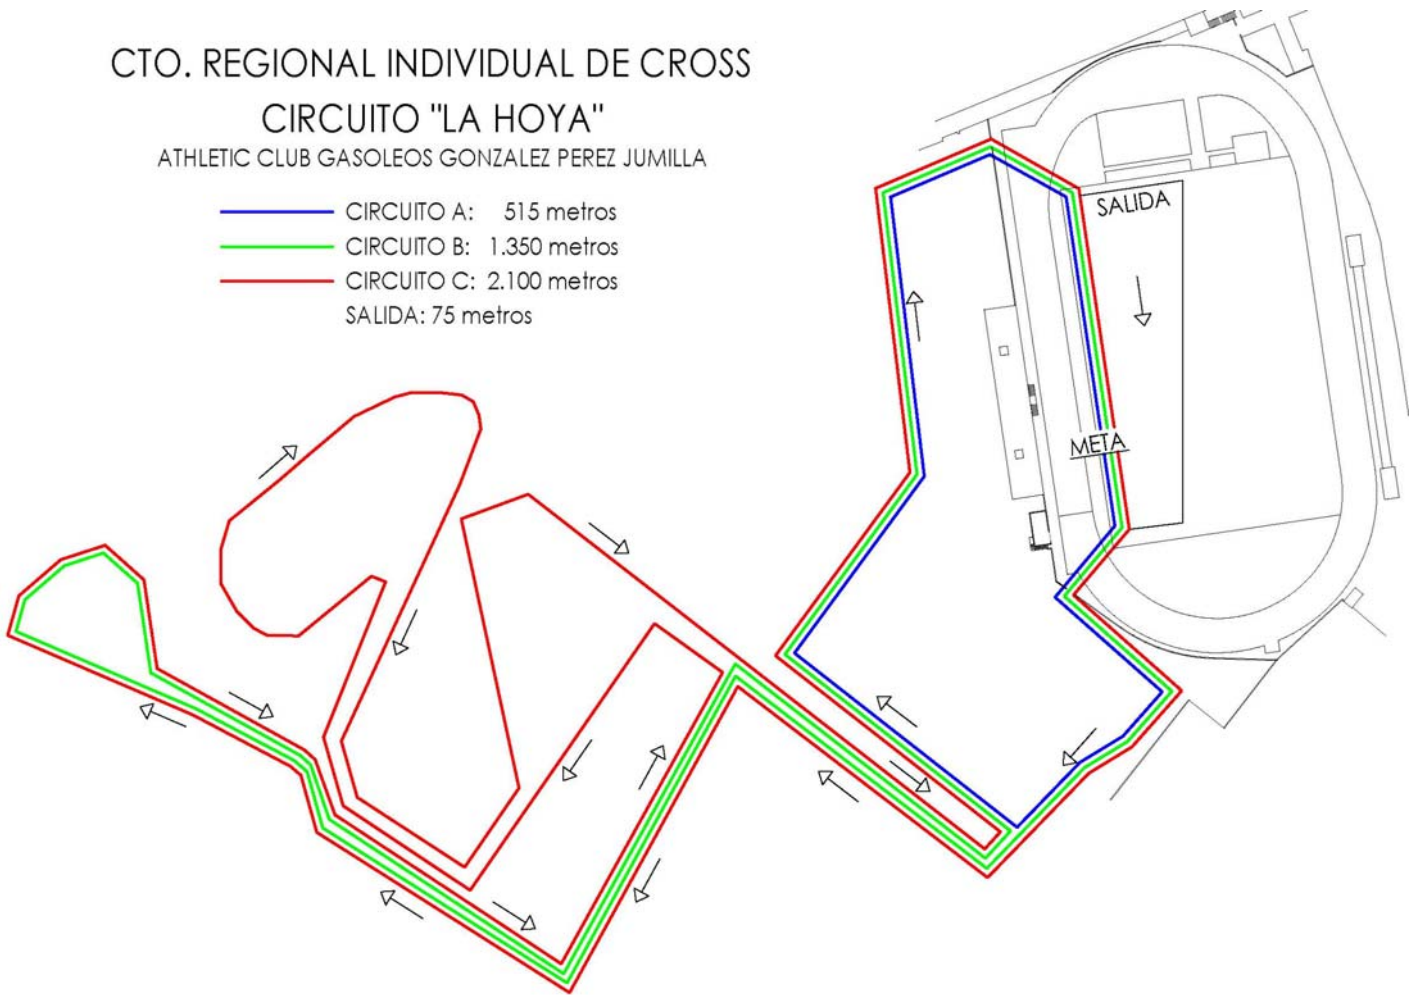 CTO. REGIONAL INDIVIDUAL DE CROSS
CIRCUITO "LA HOYA"
ATHLETIC CLUB GASOLEOS GONZALEZ PEREZ JUMILLA
CIRCUITO A: 515 metros
CIRCUITO B: 1.350 metros
CIRCUITO C: 2.100 metros
SALIDA: 75 metros
SALIDA
META